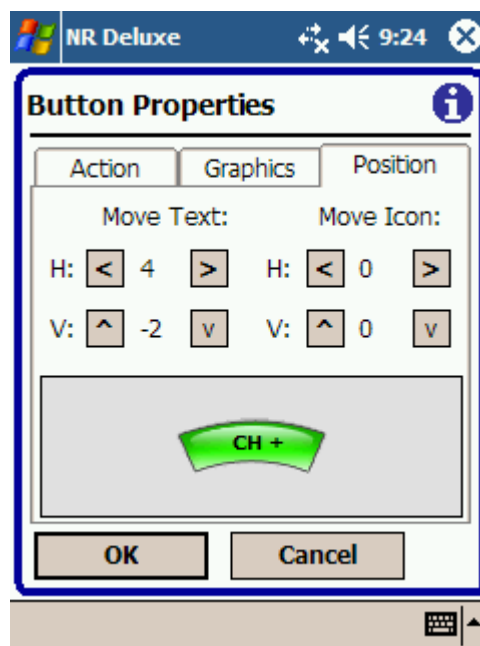 NR Deluxe 9:24
Button Properties
Action Graphics Position
Move Text: Move Icon:
H: < 4 > H: < 0 >
V: ^ -2 v V: ^ 0 v
CH +
OK Cancel